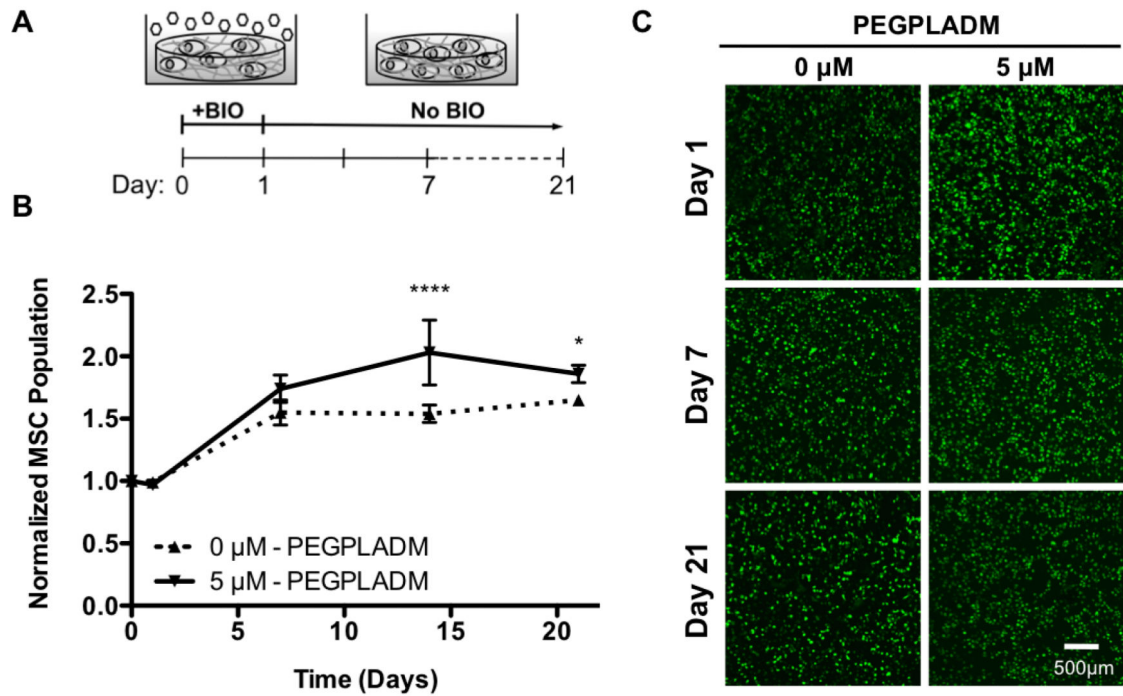 A
+BIO
No BIO
Day: 0 1 7 21
B
Normalized MSC Population
2.5
2.0
1.5
1.0
0.5
0.0
****
*
0 µM - PEGPLADM
5 µM - PEGPLADM
0 5 10 15 20
Time (Days)
C
PEGPLADM
0 µM 5 µM
Day 1
Day 7
Day 21
500µm